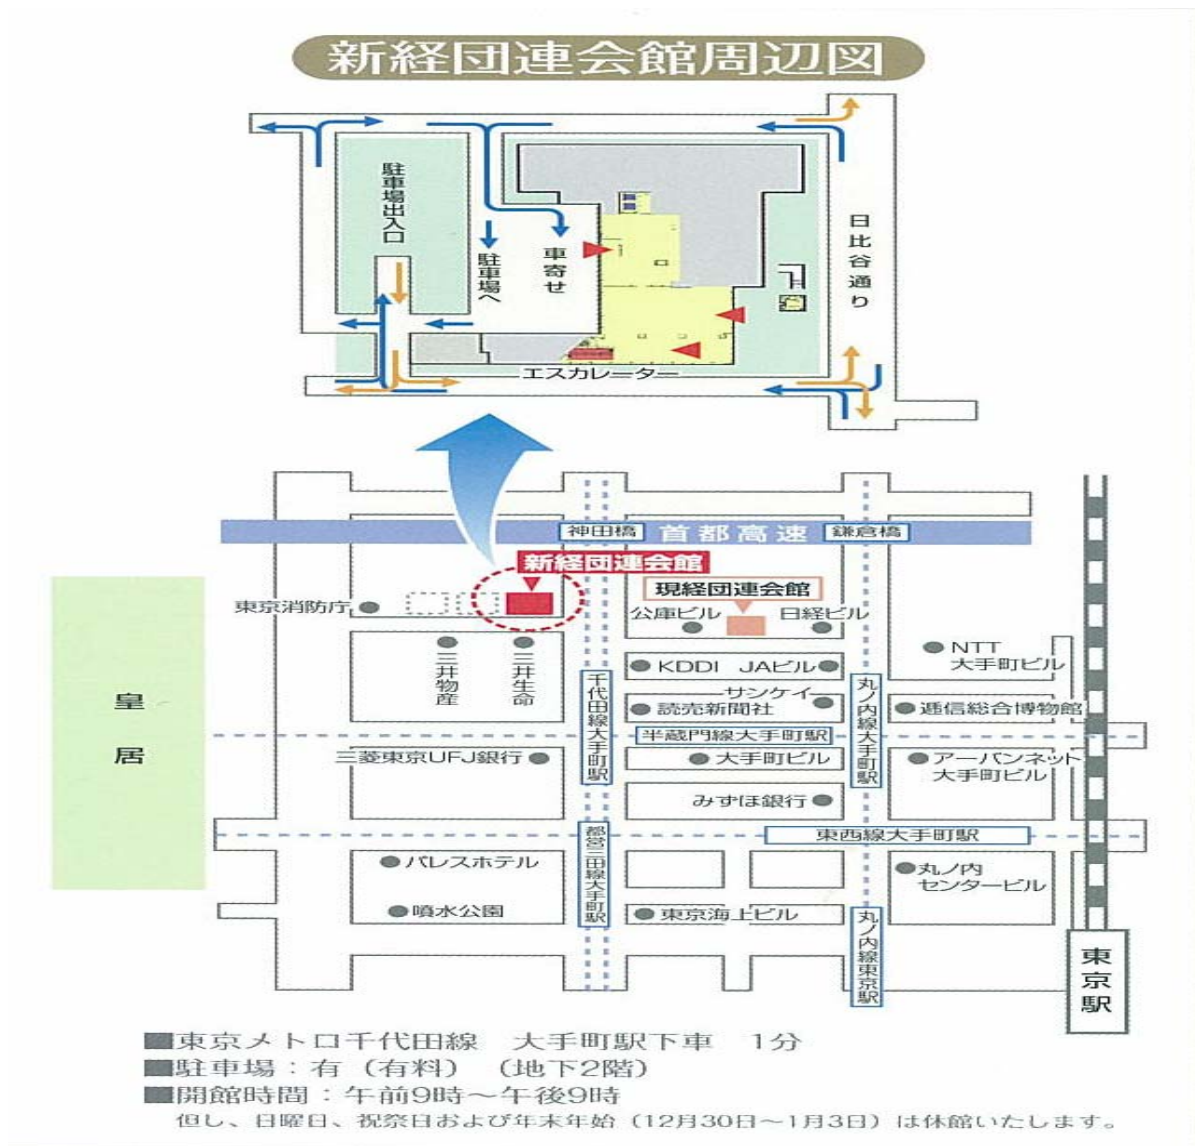 新経団連会館周辺図
駐車場出入口
駐車場へ
車寄せ
日比谷通り
エスカレーター
神田橋
首都高速
鎌倉橋
新経団連会館
現経団連会館
東京消防庁
公庫ビル
日経ビル
三井物産
三井生命
KDDI
JAビル
NTT
大手町ビル
サンケイ
読売新聞社
逓信総合博物館
皇居
千代田線大手町駅
丸ノ内線大手町駅
半蔵門線大手町駅
三菱東京UFJ銀行
大手町ビル
アーバンネット
大手町ビル
みずほ銀行
東西線大手町駅
都営三田線大手町駅
パレスホテル
丸ノ内
センタービル
噴水公園
東京海上ビル
丸ノ内線東京駅
東京駅
■東京メトロ千代田線　大手町駅下車　1分
■駐車場：有（有料）（地下2階）
■開館時間：午前9時～午後9時
但し、日曜日、祝祭日および年末年始（12月30日～1月3日）は休館いたします。